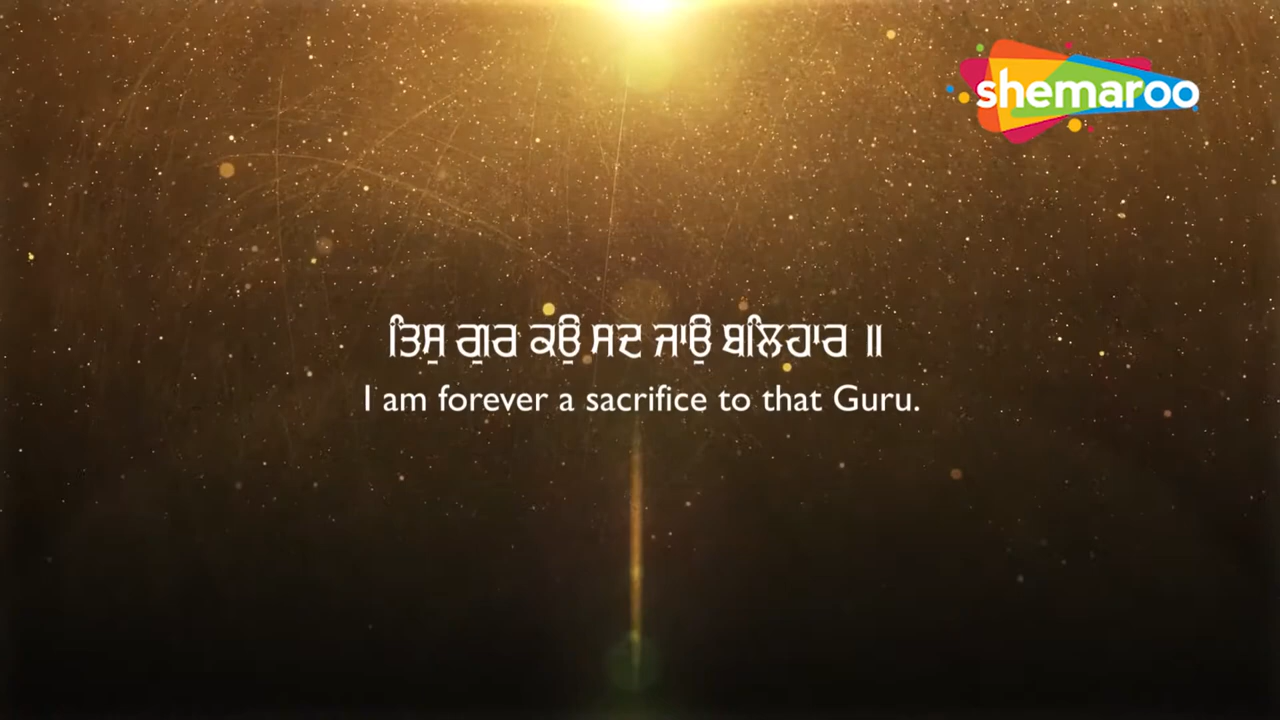 shemaroo
ਤਿਸੁ ਗੁਰ ਕਉ ਸਦ ਜਾਉ ਬਲਿਹਾਰ ॥
I am forever a sacrifice to that Guru.